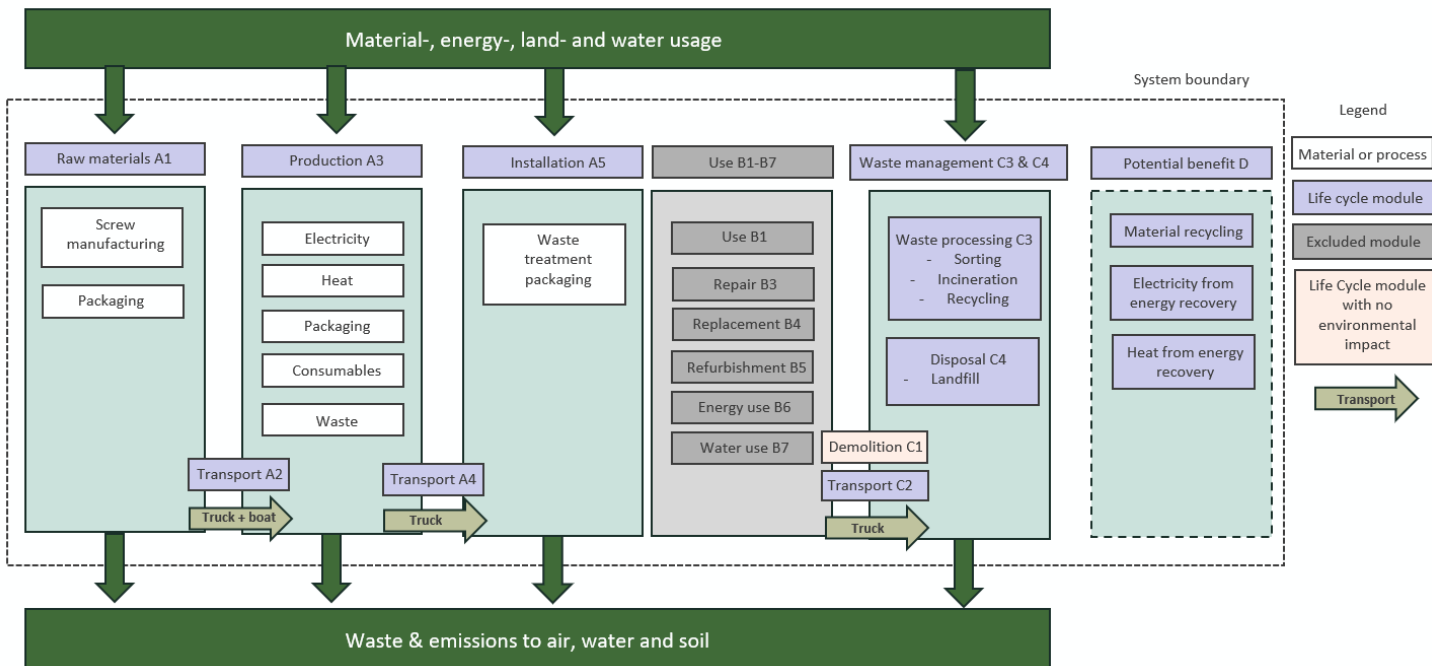 Material-, energy-, land- and water usage
System boundary
Legend
Material or process
Life cycle module
Excluded module
Life Cycle module
with no
environmental
impact
Transport
Raw materials A1
Screw
manufacturing
Packaging
Transport A2
Truck + boat
Production A3
Electricity
Heat
Packaging
Consumables
Waste
Transport A4
Truck
Installation A5
Waste
treatment
packaging
Use B1-B7
Use B1
Repair B3
Replacement B4
Refurbishment B5
Energy use B6
Water use B7
Demolition C1
Transport C2
Truck
Waste management C3 & C4
Waste processing C3
- Sorting
- Incineration
- Recycling
Disposal C4
- Landfill
Potential benefit D
Material recycling
Electricity from
energy recovery
Heat from energy
recovery
Waste & emissions to air, water and soil